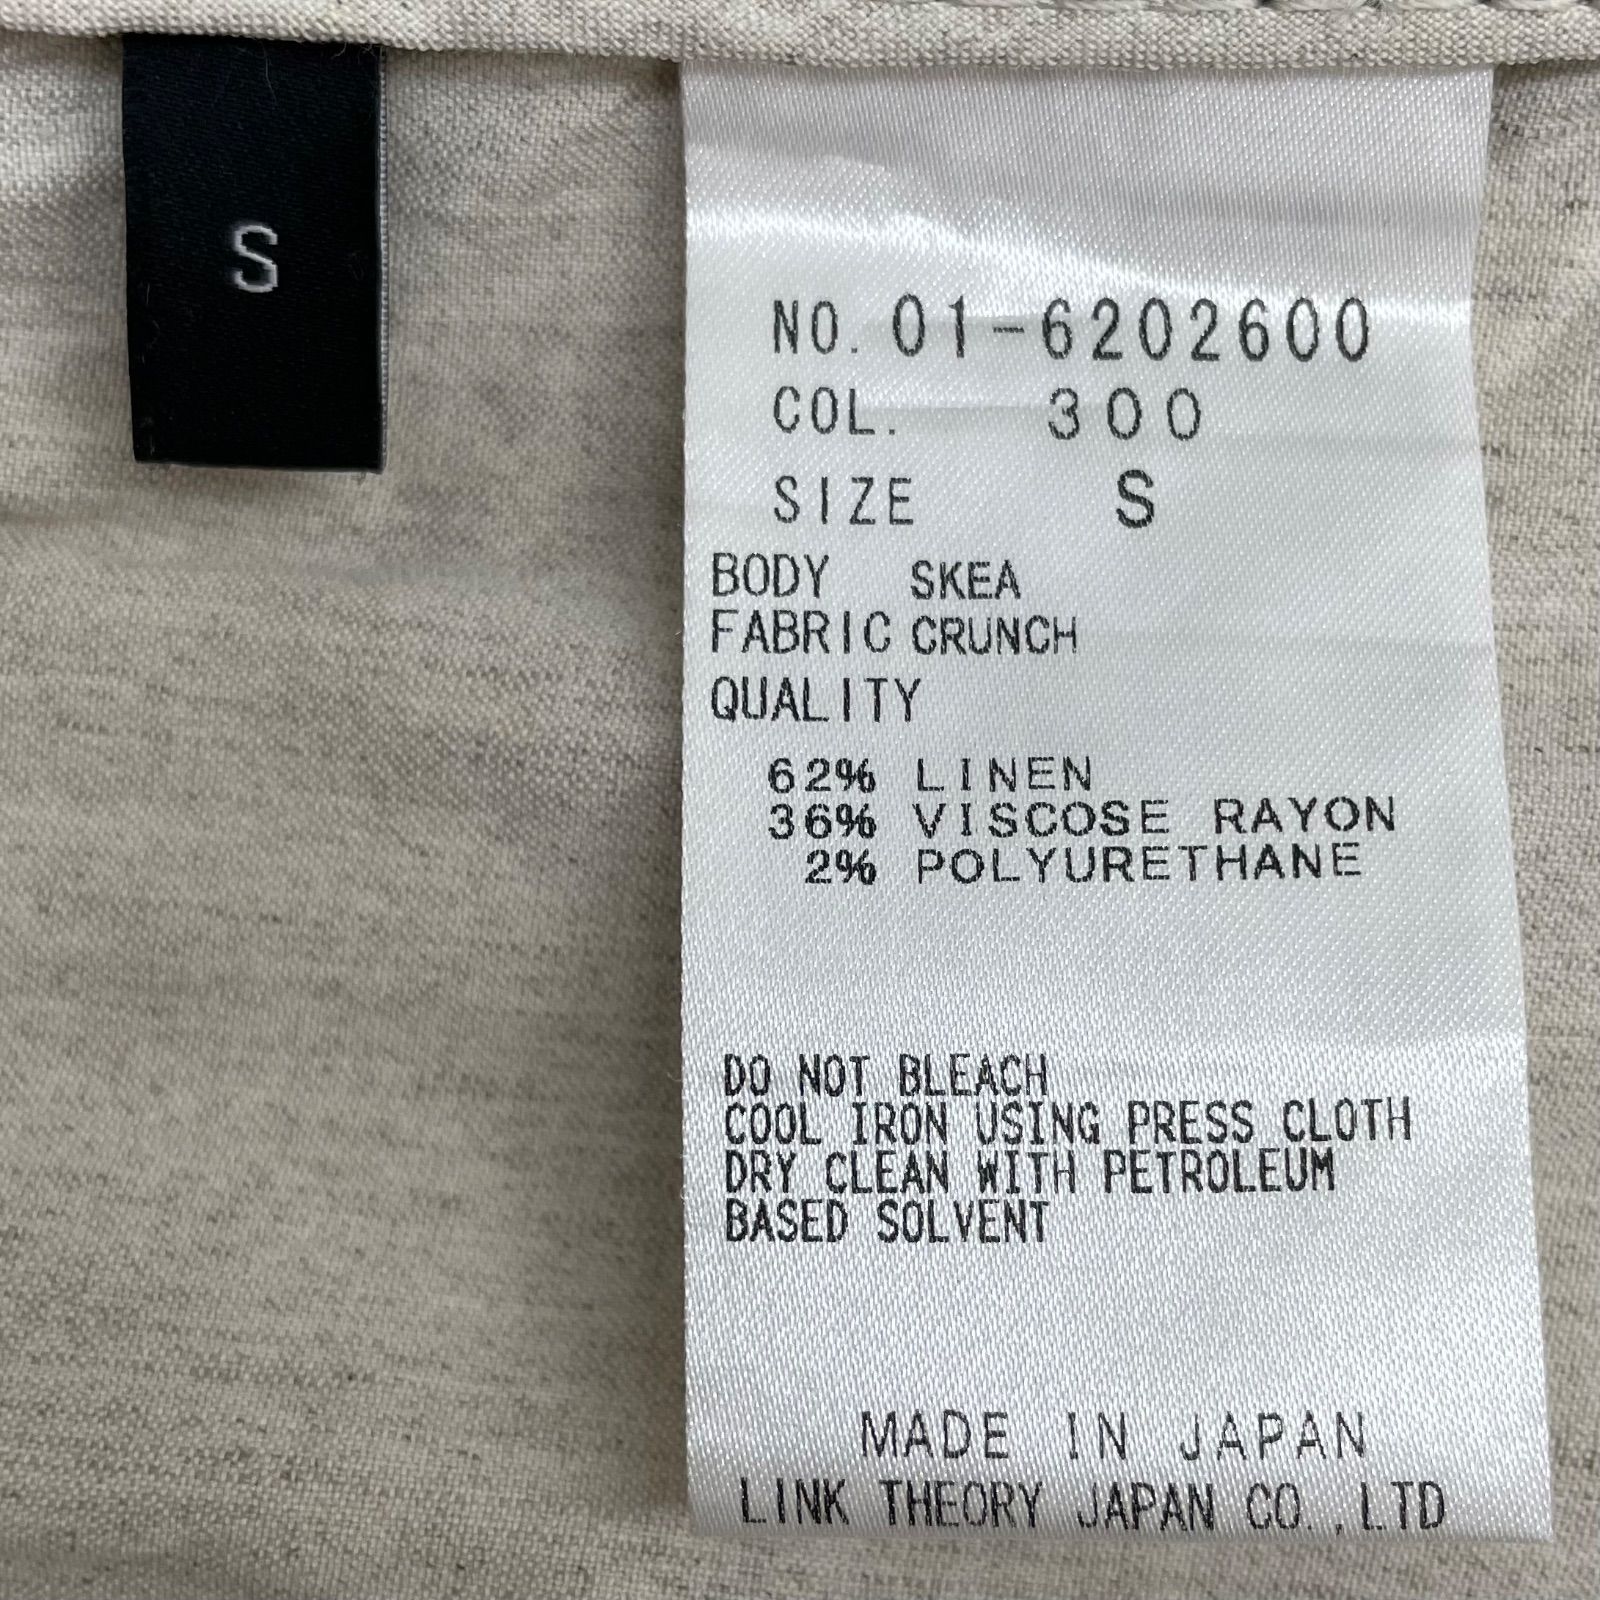 S
NO. 01-6202600
COL. 300
SIZE S
BODY SKEA
FABRIC CRUNCH
QUALITY
62% LINEN
36% VISCOSE RAYON
2% POLYURETHANE
DO NOT BLEACH
COOL IRON USING PRESS CLOTH
DRY CLEAN WITH PETROLEUM
BASED SOLVENT
MADE IN JAPAN
LINK THEORY JAPAN CO.,LTD